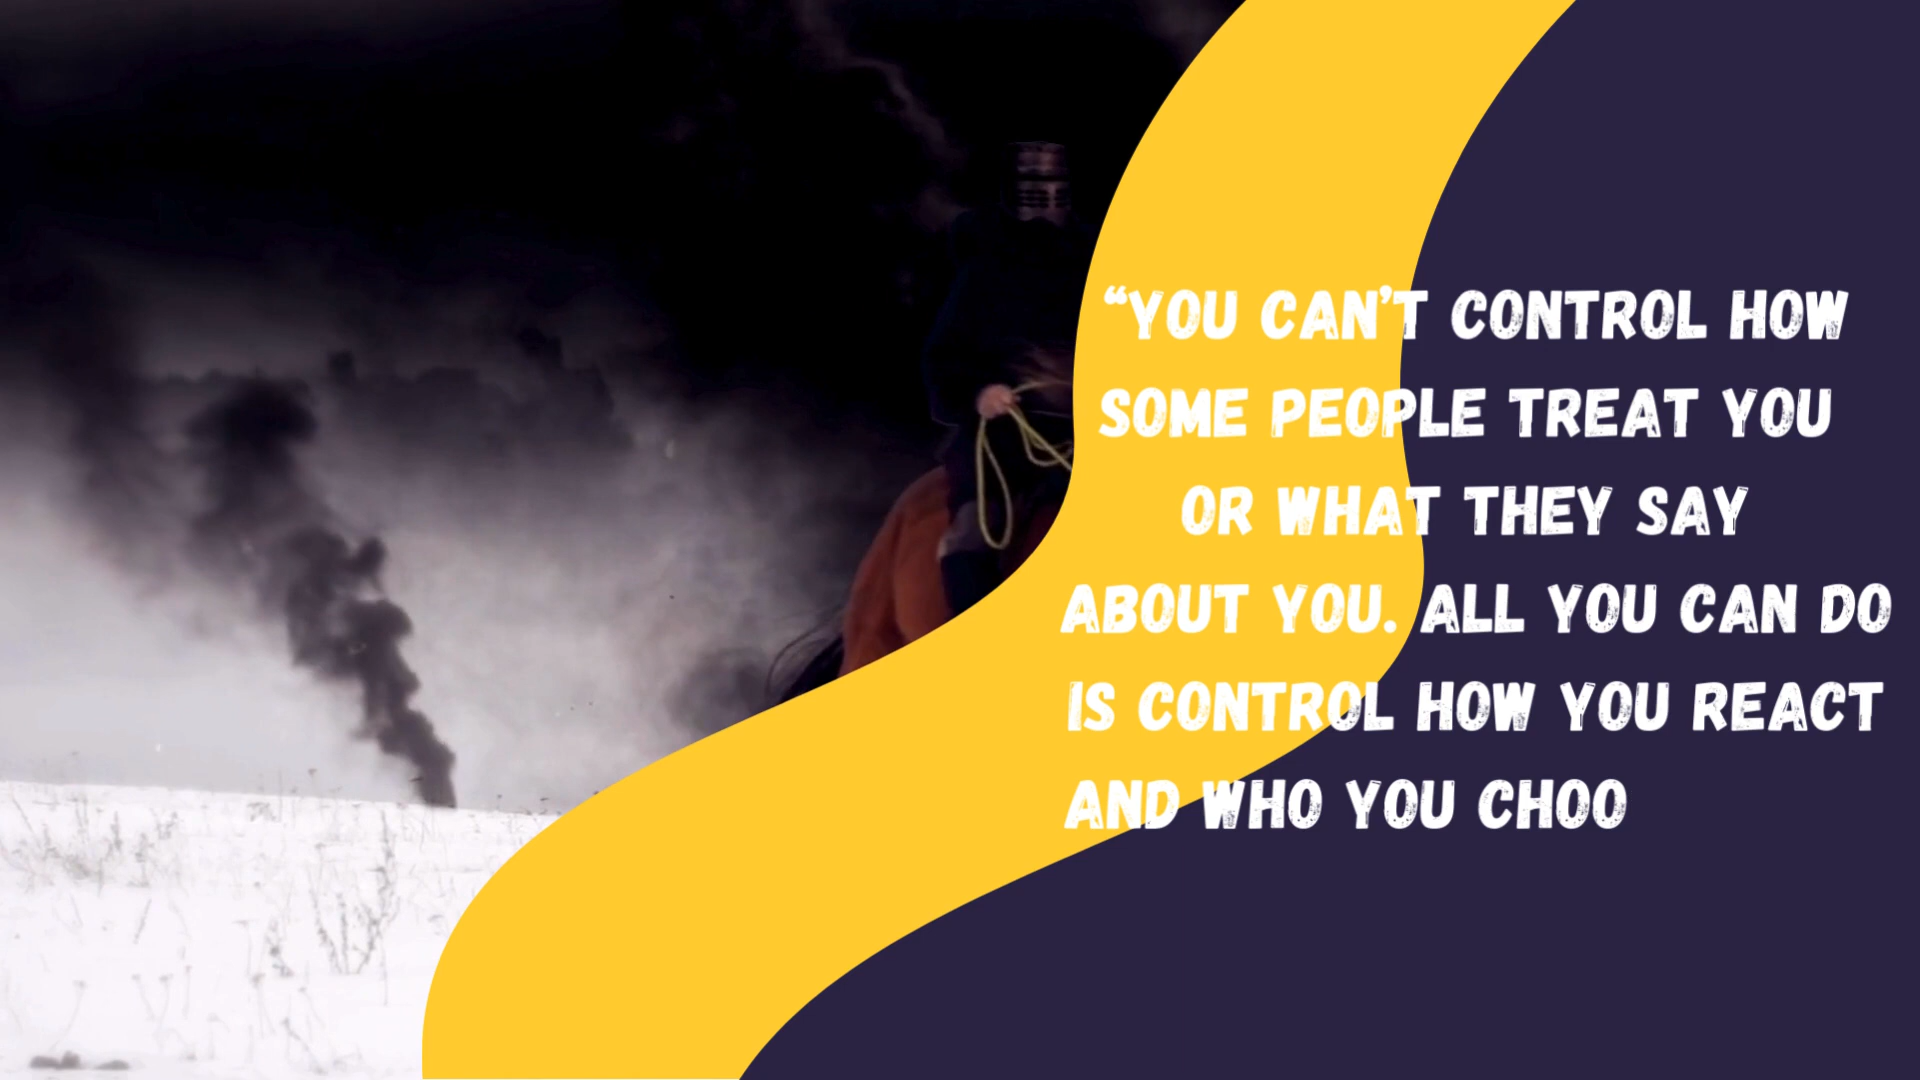 “YOU CAN’T CONTROL HOW
SOME PEOPLE TREAT YOU
OR WHAT THEY SAY
ABOUT YOU. ALL YOU CAN DO
IS CONTROL HOW YOU REACT
AND WHO YOU CHOO